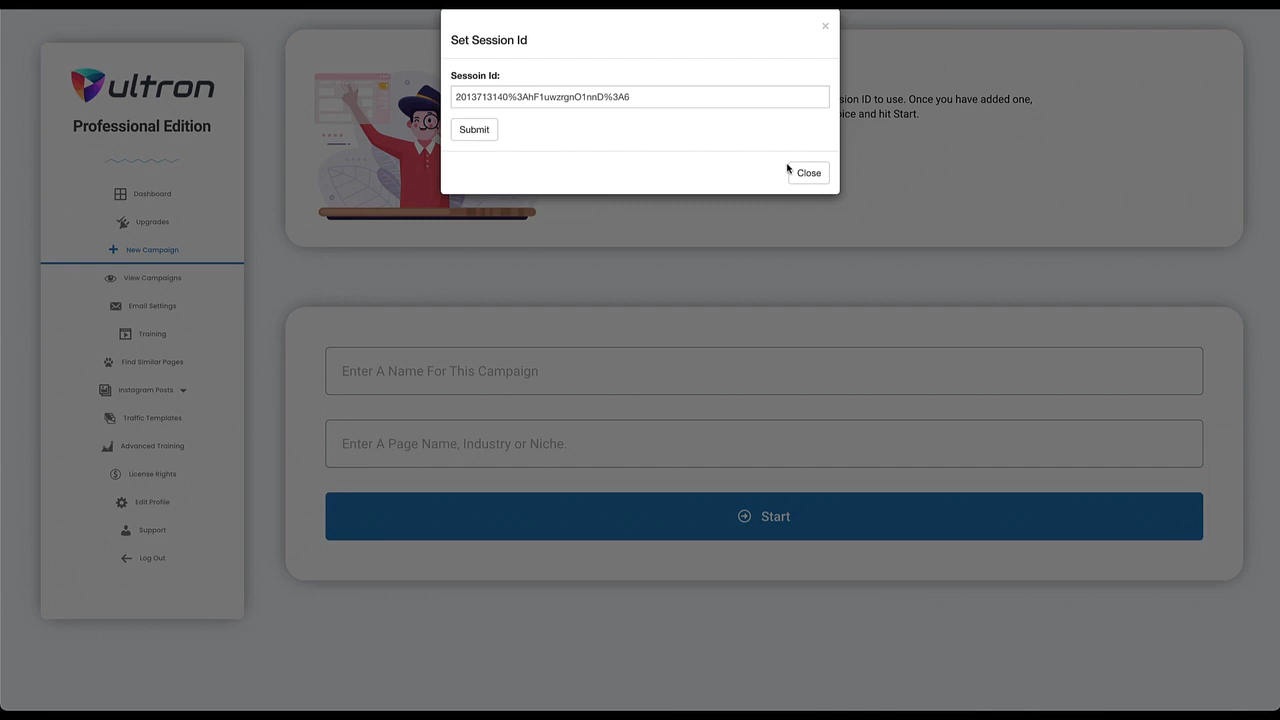 ultron
Professional Edition
Dashboard
Upgrades
New Campaign
View Campaigns
Email Settings
Training
Find Similar Pages
Instagram Posts
Traffic Templates
Advanced Training
License Rights
Edit Profile
Support
Log Out
×
Set Session Id
Sessoin Id:
2013713140%3AhF1uwzrgnO1nnD%3A6
Submit
Close
sion ID to use. Once you have added one,
ice and hit Start.
Enter A Name For This Campaign
Enter A Page Name, Industry or Niche.
Start